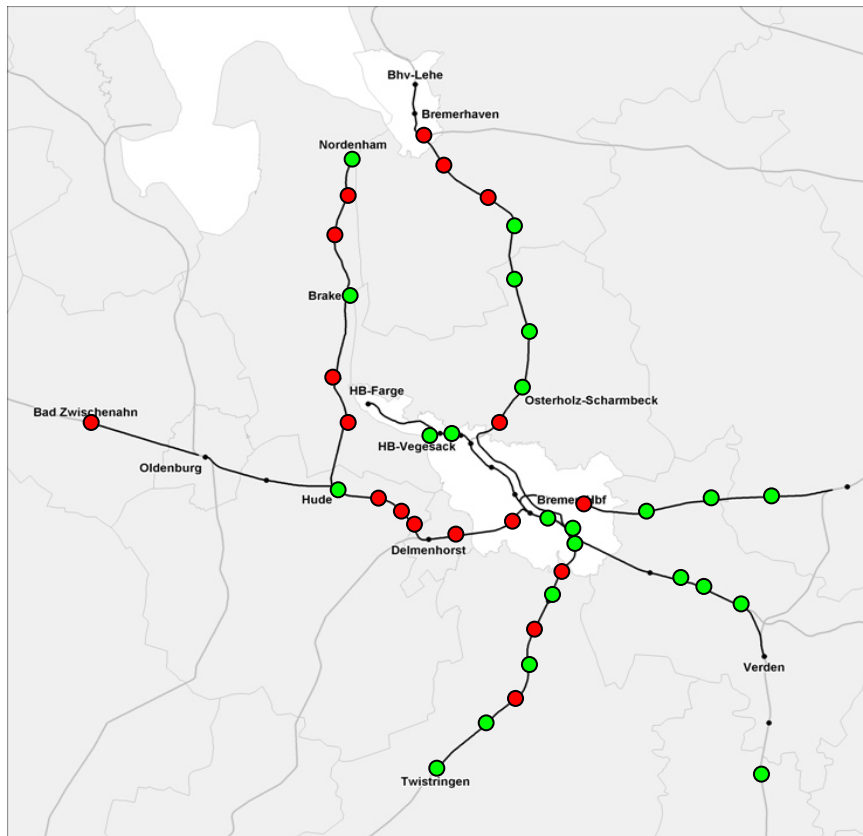 Bhv-Lehe
Bremerhaven
Nordenham
Brake
HB-Farge
Osterholz-Scharmbeck
Bad Zwischenahn
HB-Vegesack
Oldenburg
Hude
Bremen Hbf
Delmenhorst
Verden
Twistringen